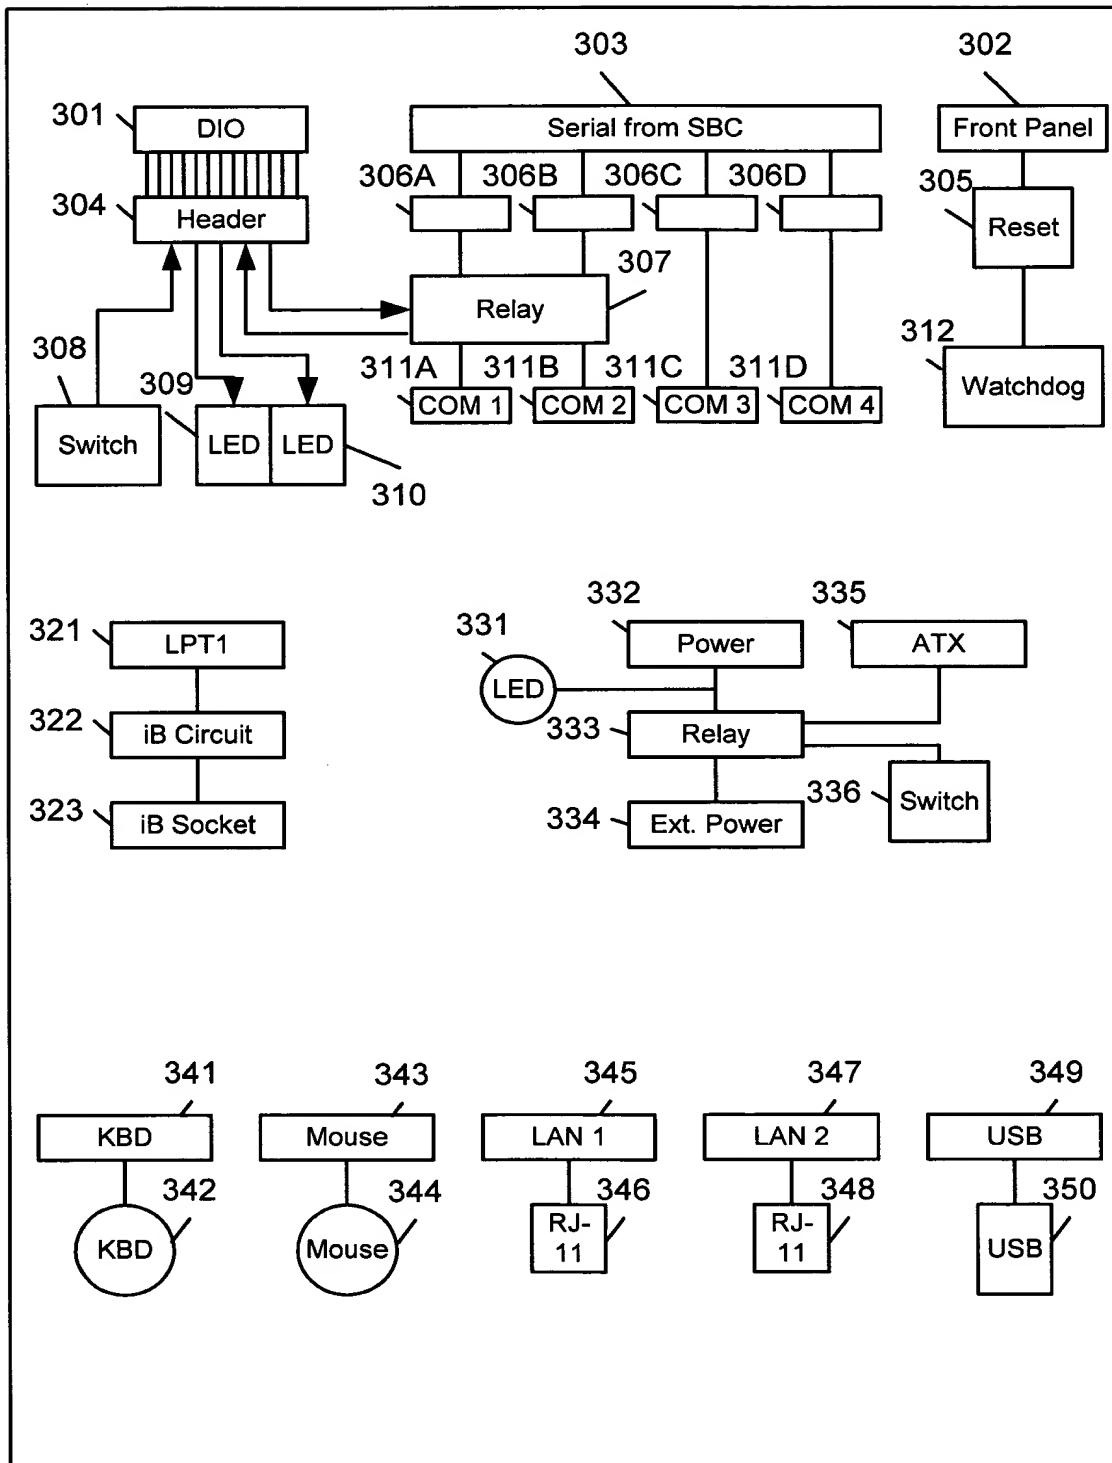 303
302
301
DIO
Serial from SBC
Front Panel
306A
306B
306C
306D
305
304
Header
Reset
307
Relay
308
309
311A
311B
311C
311D
312
COM 1
COM 2
COM 3
COM 4
Watchdog
Switch
LED
LED
310
332
335
321
LPT1
331
Power
ATX
LED
322
iB Circuit
333
Relay
323
iB Socket
334
Ext. Power
336
Switch
341
343
345
347
349
KBD
Mouse
LAN 1
LAN 2
USB
342
344
346
348
350
KBD
Mouse
RJ-
11
RJ-
11
USB